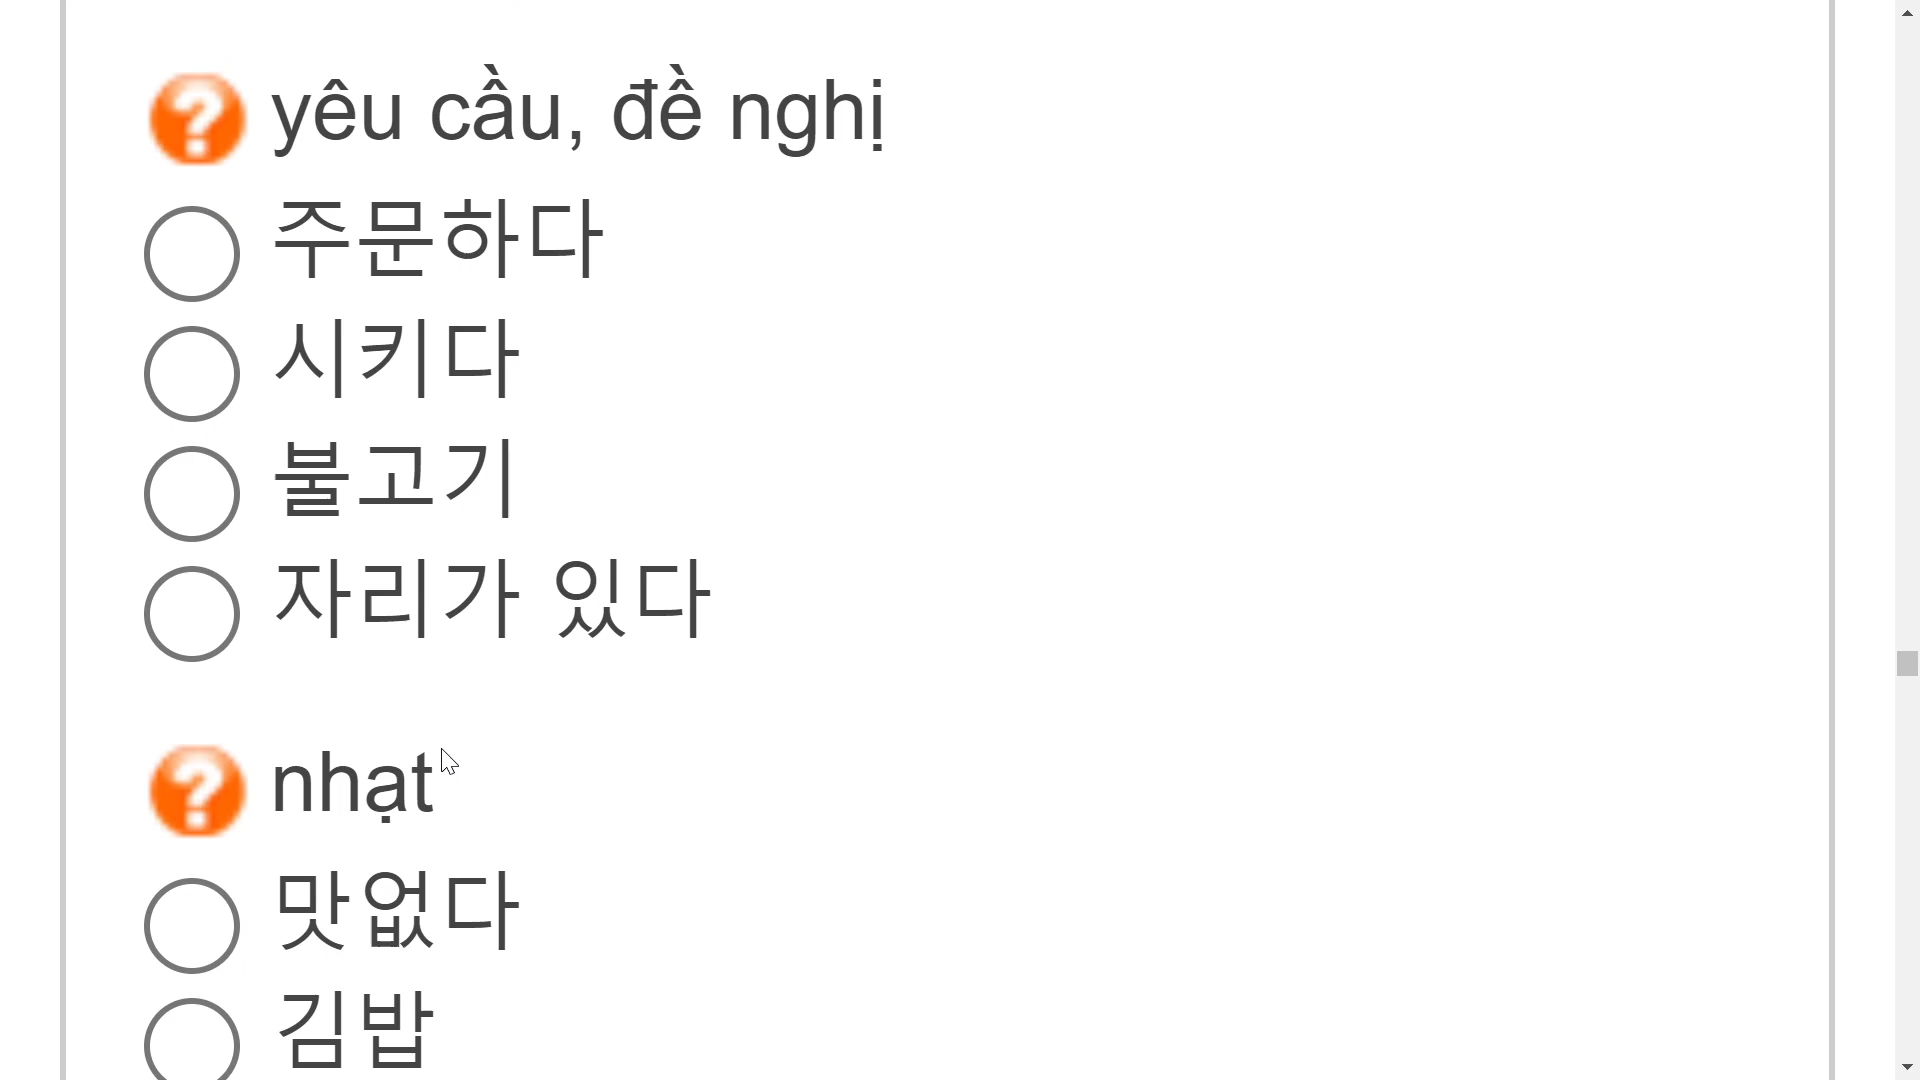 yêu cầu, đề nghị
주문하다
시키다
불고기
자리가 있다
nhạt
맛없다
김밥